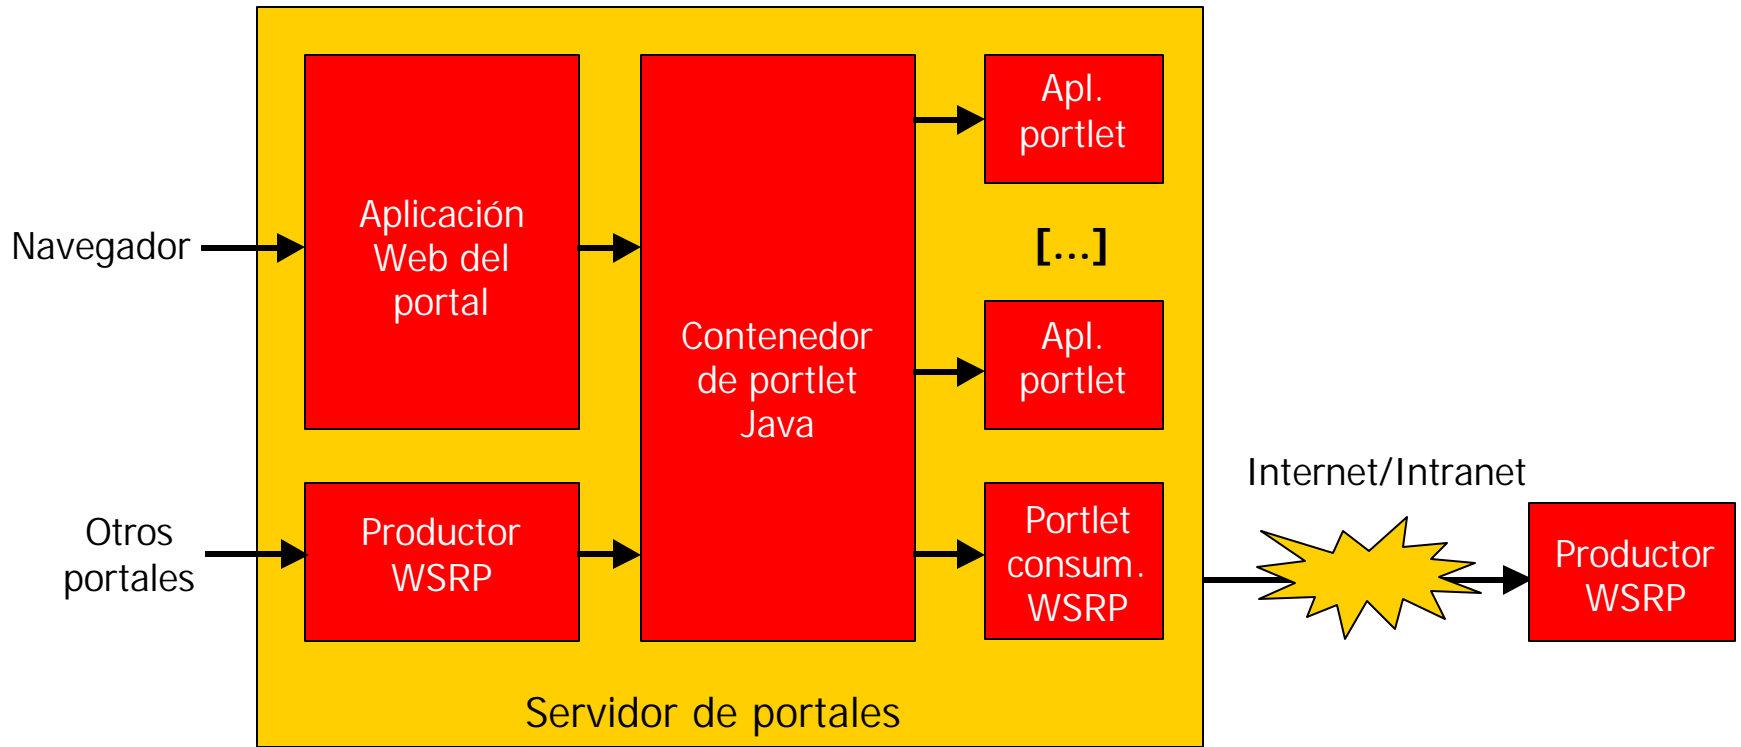 Navegador
Otros
portales
Aplicación
Web del
portal
Productor
WSRP
Contenedor
de portlet
Java
Apl.
portlet
[...]
Apl.
portlet
Portlet
consum.
WSRP
Internet/Intranet
Productor
WSRP
Servidor de portales